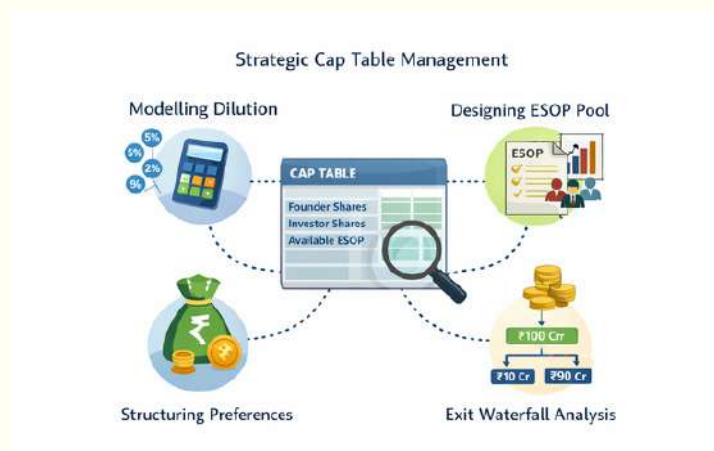 Strategic Cap Table Management
Modelling Dilution
Designing ESOP Pool
5%
5%
2%
9%
CAP TABLE
Founder Shares
Investor Shares
Available ESOP
ESOP
₹
₹
₹100 Crr
₹10 Cr
₹90 Cr
Structuring Preferences
Exit Waterfall Analysis